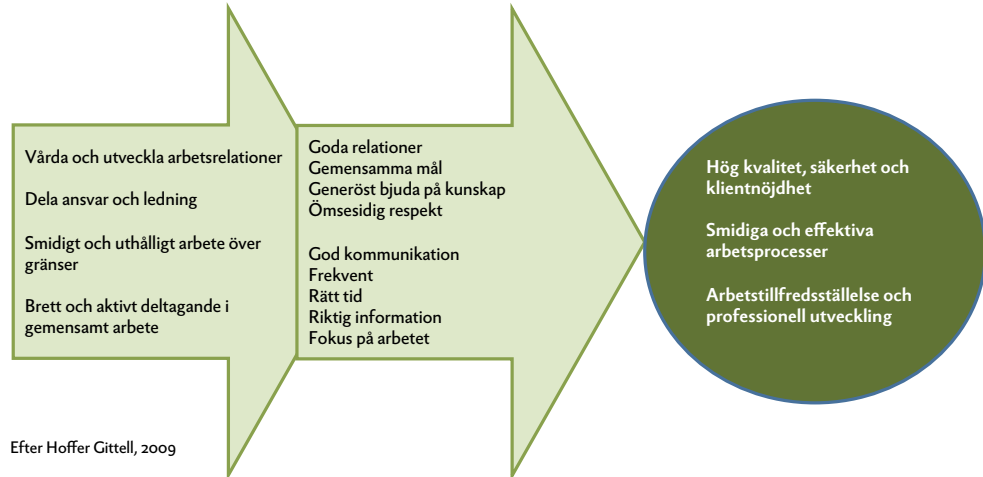 Vårda och utveckla arbetsrelationer
Dela ansvar och ledning
Smidigt och uthålligt arbete över
gränser
Brett och aktivt deltagande i
gemensamt arbete
Goda relationer
Gemensamma mål
Generöst bjuda på kunskap
Ömsesidig respekt
God kommunikation
Frekvent
Rätt tid
Riktig information
Fokus på arbetet
Hög kvalitet, säkerhet och
klientnöjdhet
Smidiga och effektiva
arbetsprocesser
Arbetstillfredsställelse och
professionell utveckling
Efter Hoffer Gittell, 2009